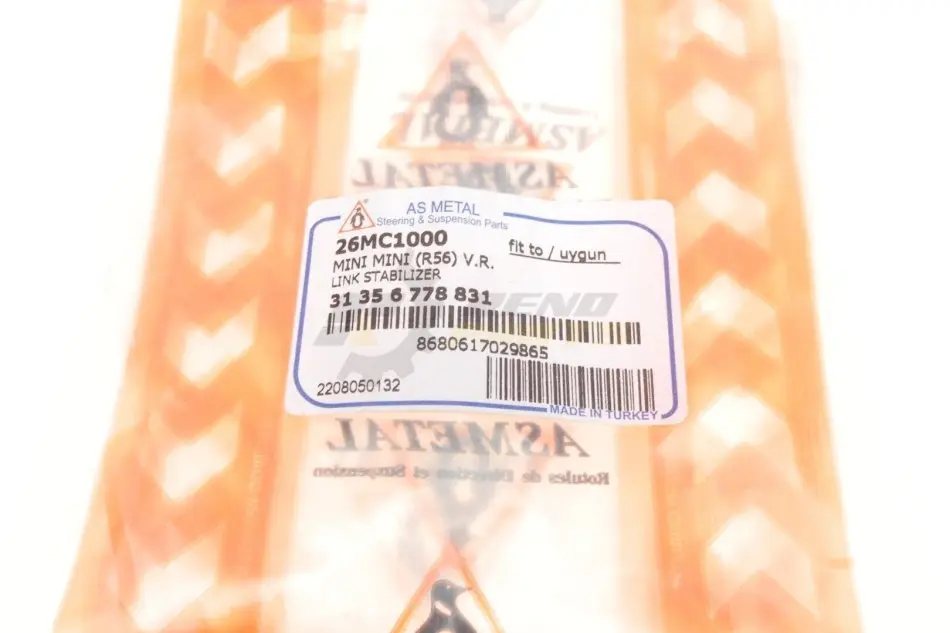 ASMETAL
ASMETAL
AS METAL
Steering & Suspension Parts
26MC1000
fit to / uygun
MINI MINI (R56) V.R.
LINK STABILIZER
31 35 6 778 831
8680617029865
2208050132
MADE IN TURKEY
ASMETAL
Rotules de Direction et Suspension